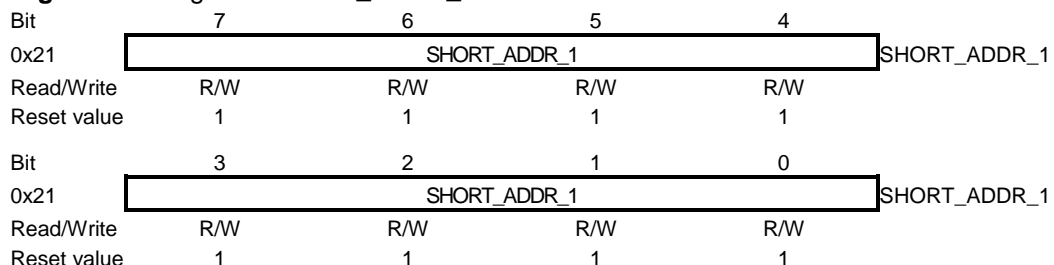 Bit 7 6 5 4
0x21 SHORT_ADDR_1 SHORT_ADDR_1
Read/Write R/W R/W R/W R/W
Reset value 1 1 1 1
Bit 3 2 1 0
0x21 SHORT_ADDR_1 SHORT_ADDR_1
Read/Write R/W R/W R/W R/W
Reset value 1 1 1 1